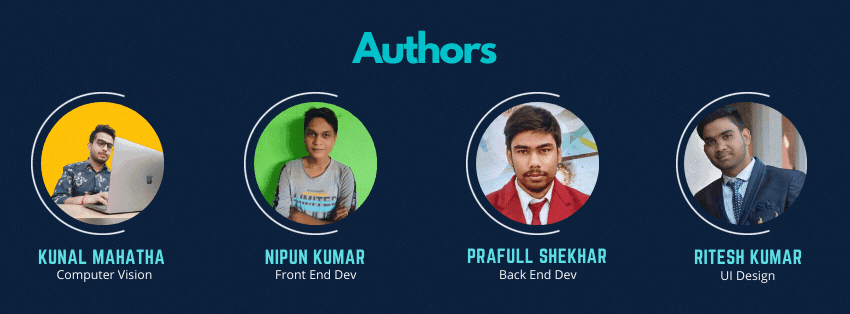 Authors
KUNAL MAHATHA
Computer Vision
NIPUN KUMAR
Front End Dev
PRAFULL SHEKHAR
Back End Dev
RITESH KUMAR
UI Design